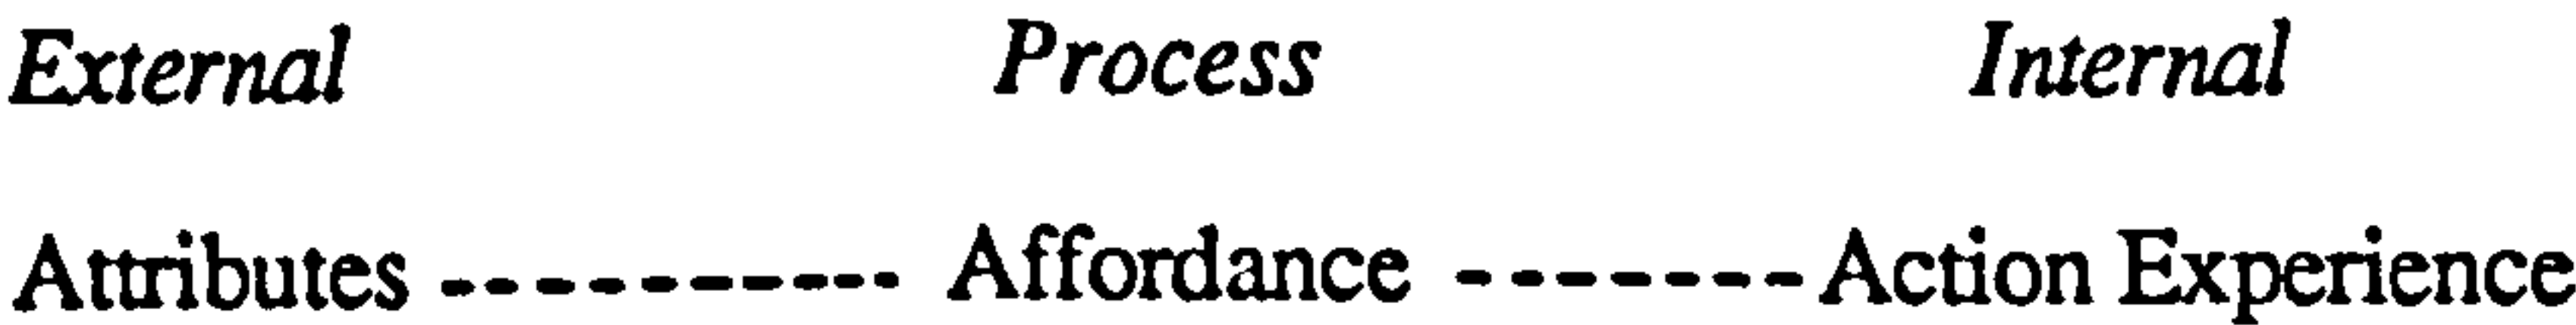 External Process Internal
Attributes ----------- Affordance -------Action Experience